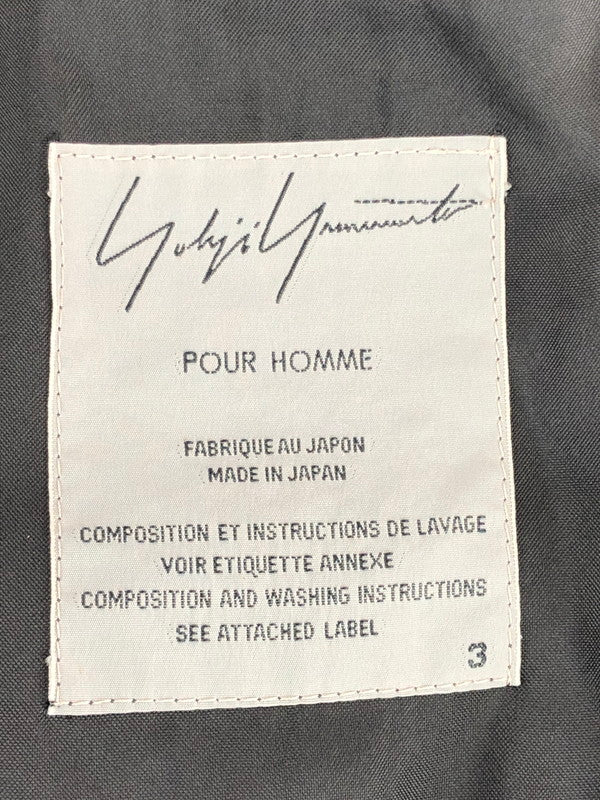 Yohji Yamamoto
POUR HOMME
FABRIQUE AU JAPON
MADE IN JAPAN
COMPOSITION ET INSTRUCTIONS DE LAVAGE
VOIR ETIQUETTE ANNEXE
COMPOSITION AND WASHING INSTRUCTIONS
SEE ATTACHED LABEL
3